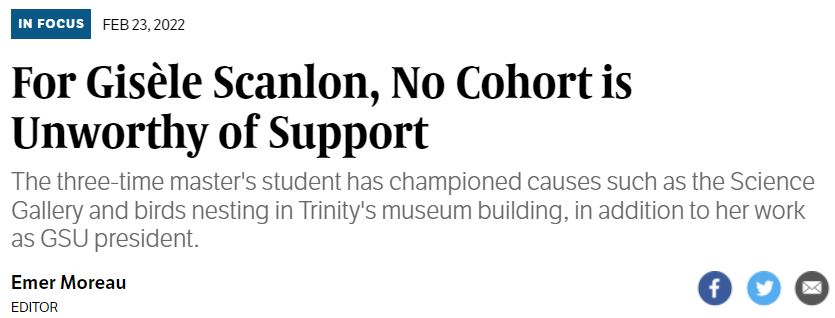 IN FOCUS FEB 23, 2022
For Gisèle Scanlon, No Cohort is
Unworthy of Support
The three-time master's student has championed causes such as the Science
Gallery and birds nesting in Trinity's museum building, in addition to her work
as GSU president.
Emer Moreau
EDITOR